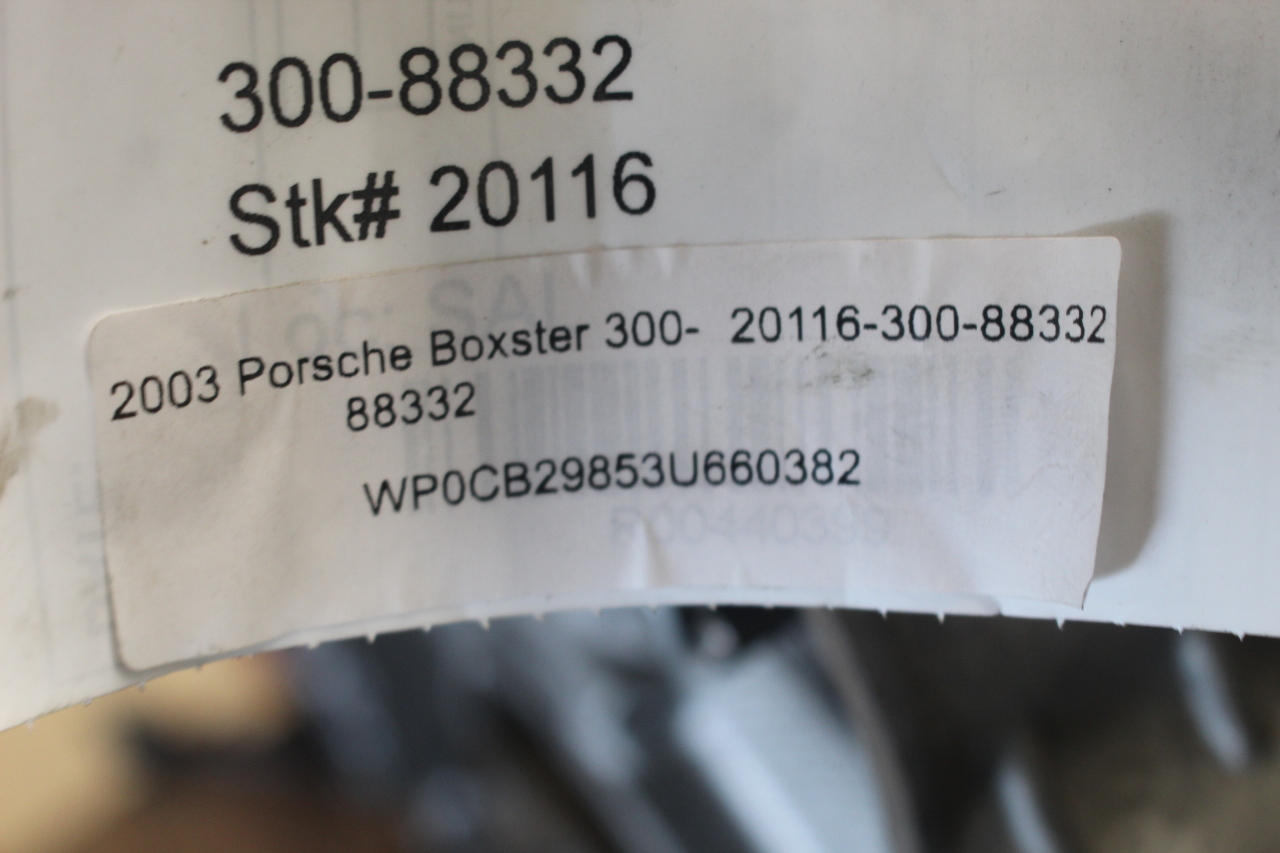 300-88332
Stk# 20116
2003 Porsche Boxster 300- 20116-300-88332
88332
WP0CB29853U660382